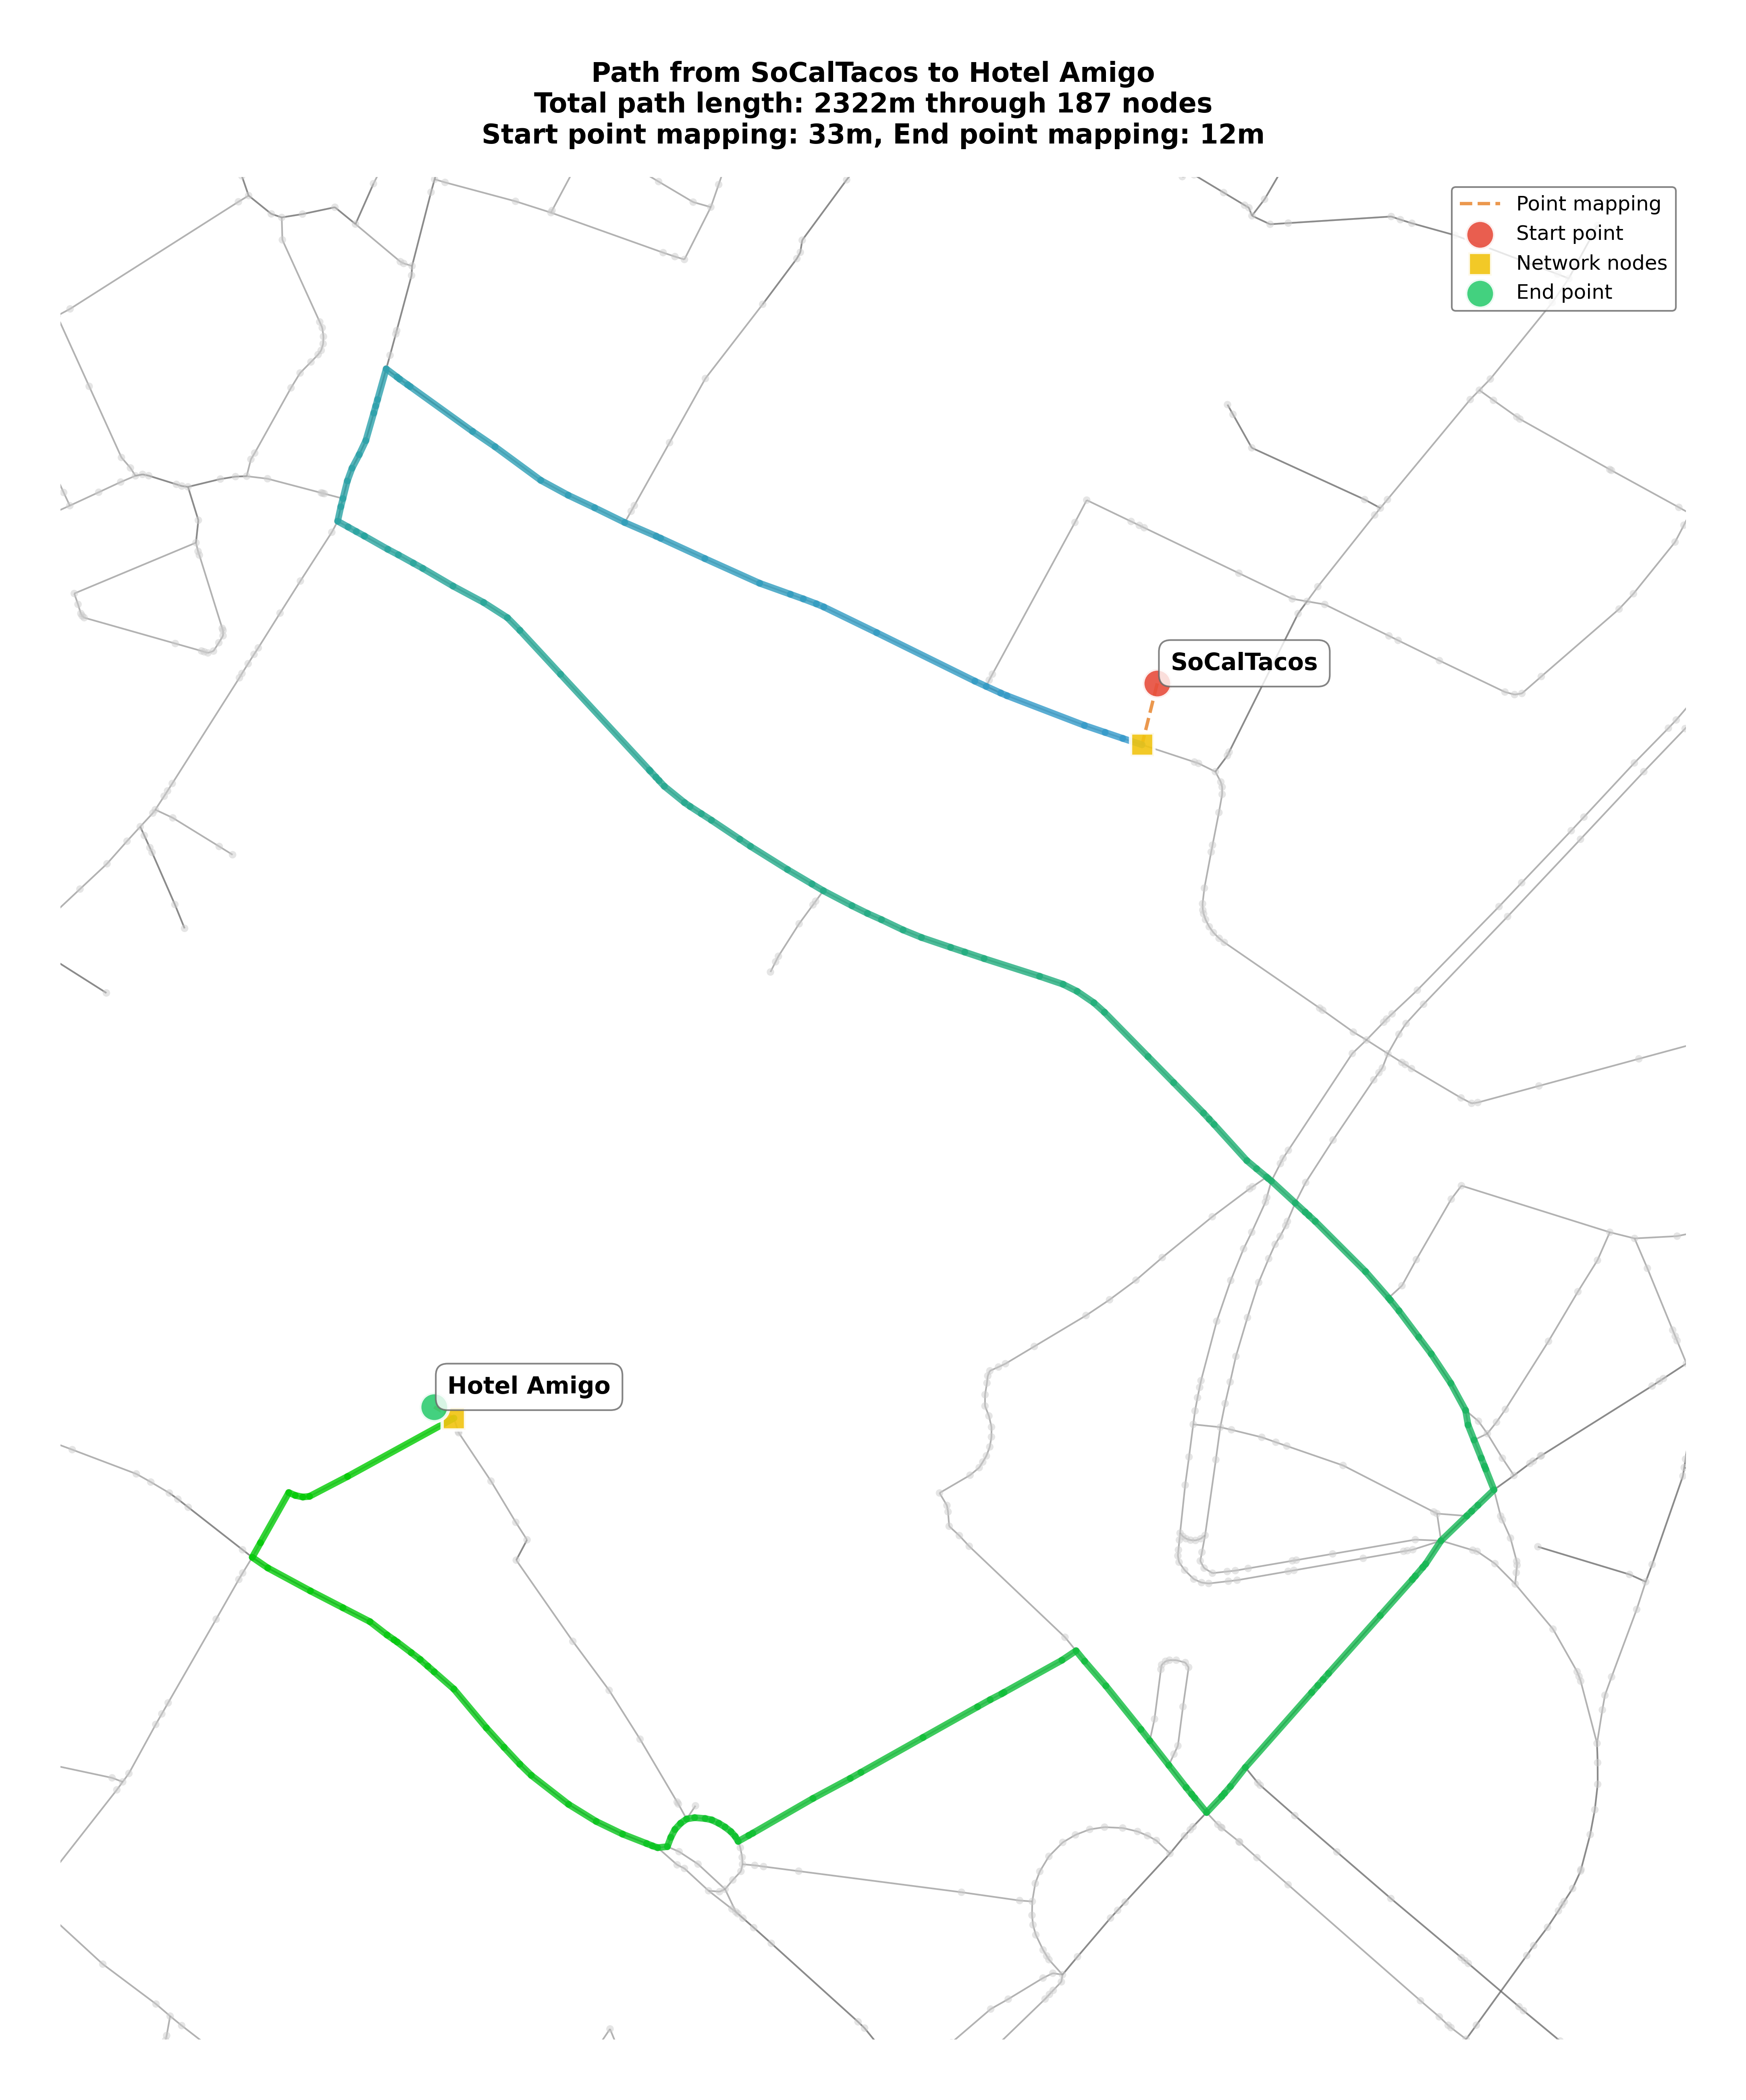 Path from SoCalTacos to Hotel Amigo
Total path length: 2322m through 187 nodes
Start point mapping: 33m, End point mapping: 12m
Point mapping
Start point
Network nodes
End point
SoCalTacos
Hotel Amigo